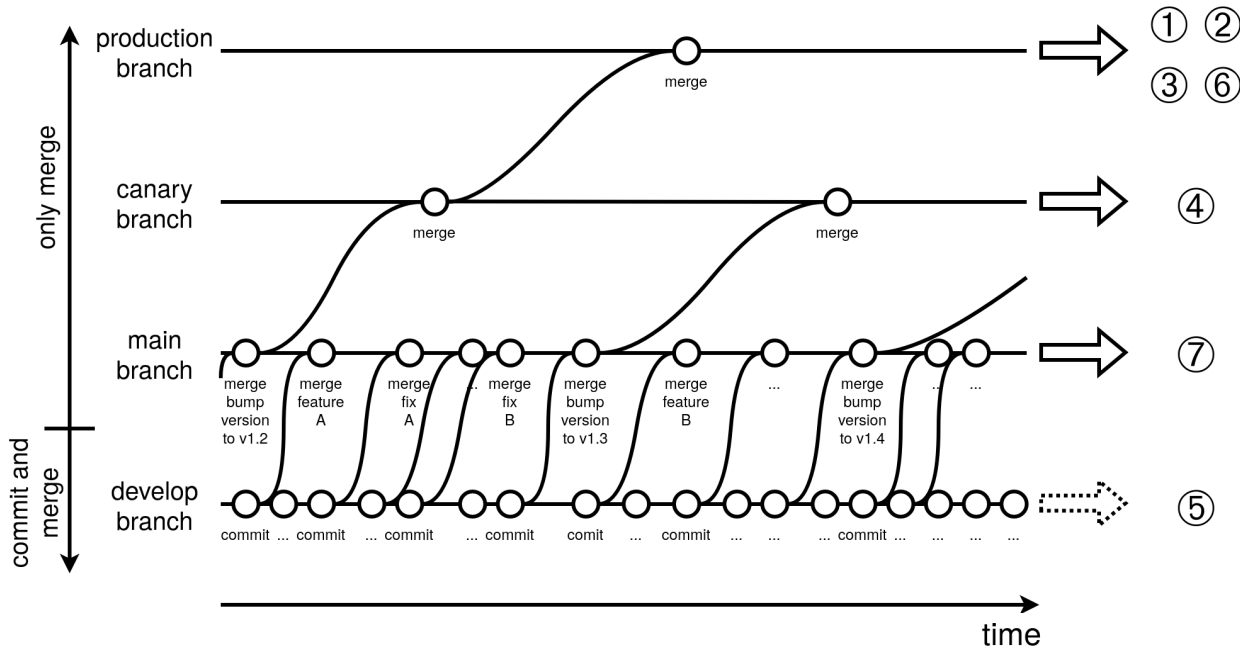 production
branch
merge
① ②
③ ⑥
only merge
canary
branch
merge
merge
④
main
branch
merge
bump
version
to v1.2
merge
feature
A
merge
fix
A
...
merge
fix
B
merge
bump
version
to v1.3
merge
feature
B
...
merge
bump
version
to v1.4
...
...
⑦
commit and
merge
develop
branch
commit ... commit ... commit ... commit comit ... commit ... ... ... commit ... ... ... ...
⑤
time